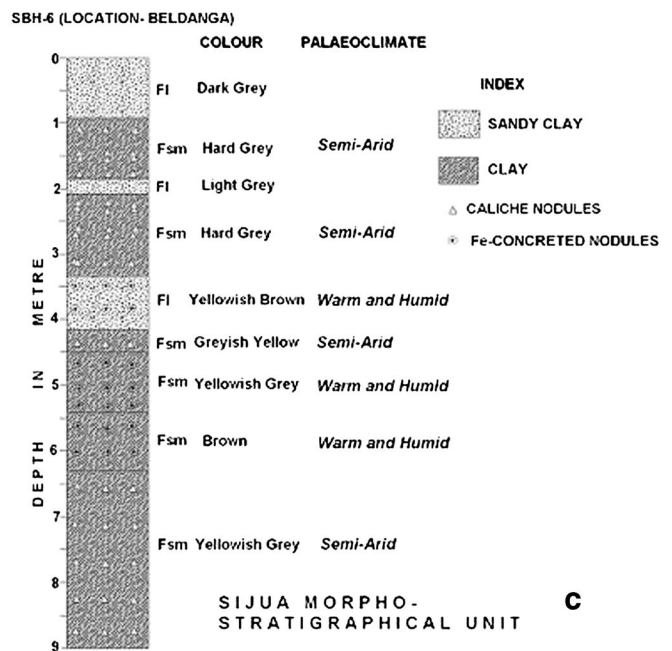 SBH-6 (LOCATION- BELDANGA)
COLOUR PALAEOCLIMATE
0
Fl Dark Grey
1
Fsm Hard Grey Semi-Arid
Fl Light Grey
2
Fsm Hard Grey Semi-Arid
3
Fl Yellowish Brown Warm and Humid
4
Fsm Greyish Yellow Semi-Arid
5
Fsm Yellowish Grey Warm and Humid
Fsm Brown Warm and Humid
6
7
Fsm Yellowish Grey Semi-Arid
8
9
DEPTH IN METRE
INDEX
SANDY CLAY
CLAY
CALICHE NODULES
Fe-CONCRETED NODULES
SIJUA MORPHO-
STRATIGRAPHICAL UNIT
C